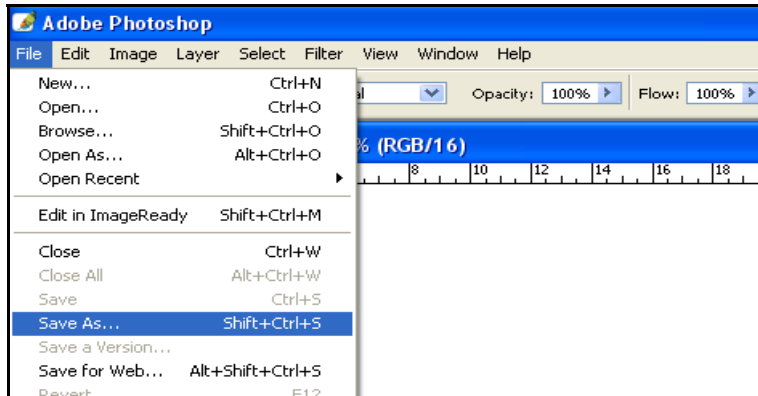 Adobe Photoshop
File Edit Image Layer Select Filter View Window Help
New... Ctrl+N
Opacity: 100% Flow: 100%
Open... Ctrl+O
Browse... Shift+Ctrl+O
% (RGB/16)
Open As... Alt+Ctrl+O
Open Recent
8 10 12 14 16 18
Edit in ImageReady Shift+Ctrl+M
Close Ctrl+W
Close All Alt+Ctrl+W
Save Ctrl+S
Save As... Shift+Ctrl+S
Save a Version...
Save for Web... Alt+Shift+Ctrl+S
Revert F12